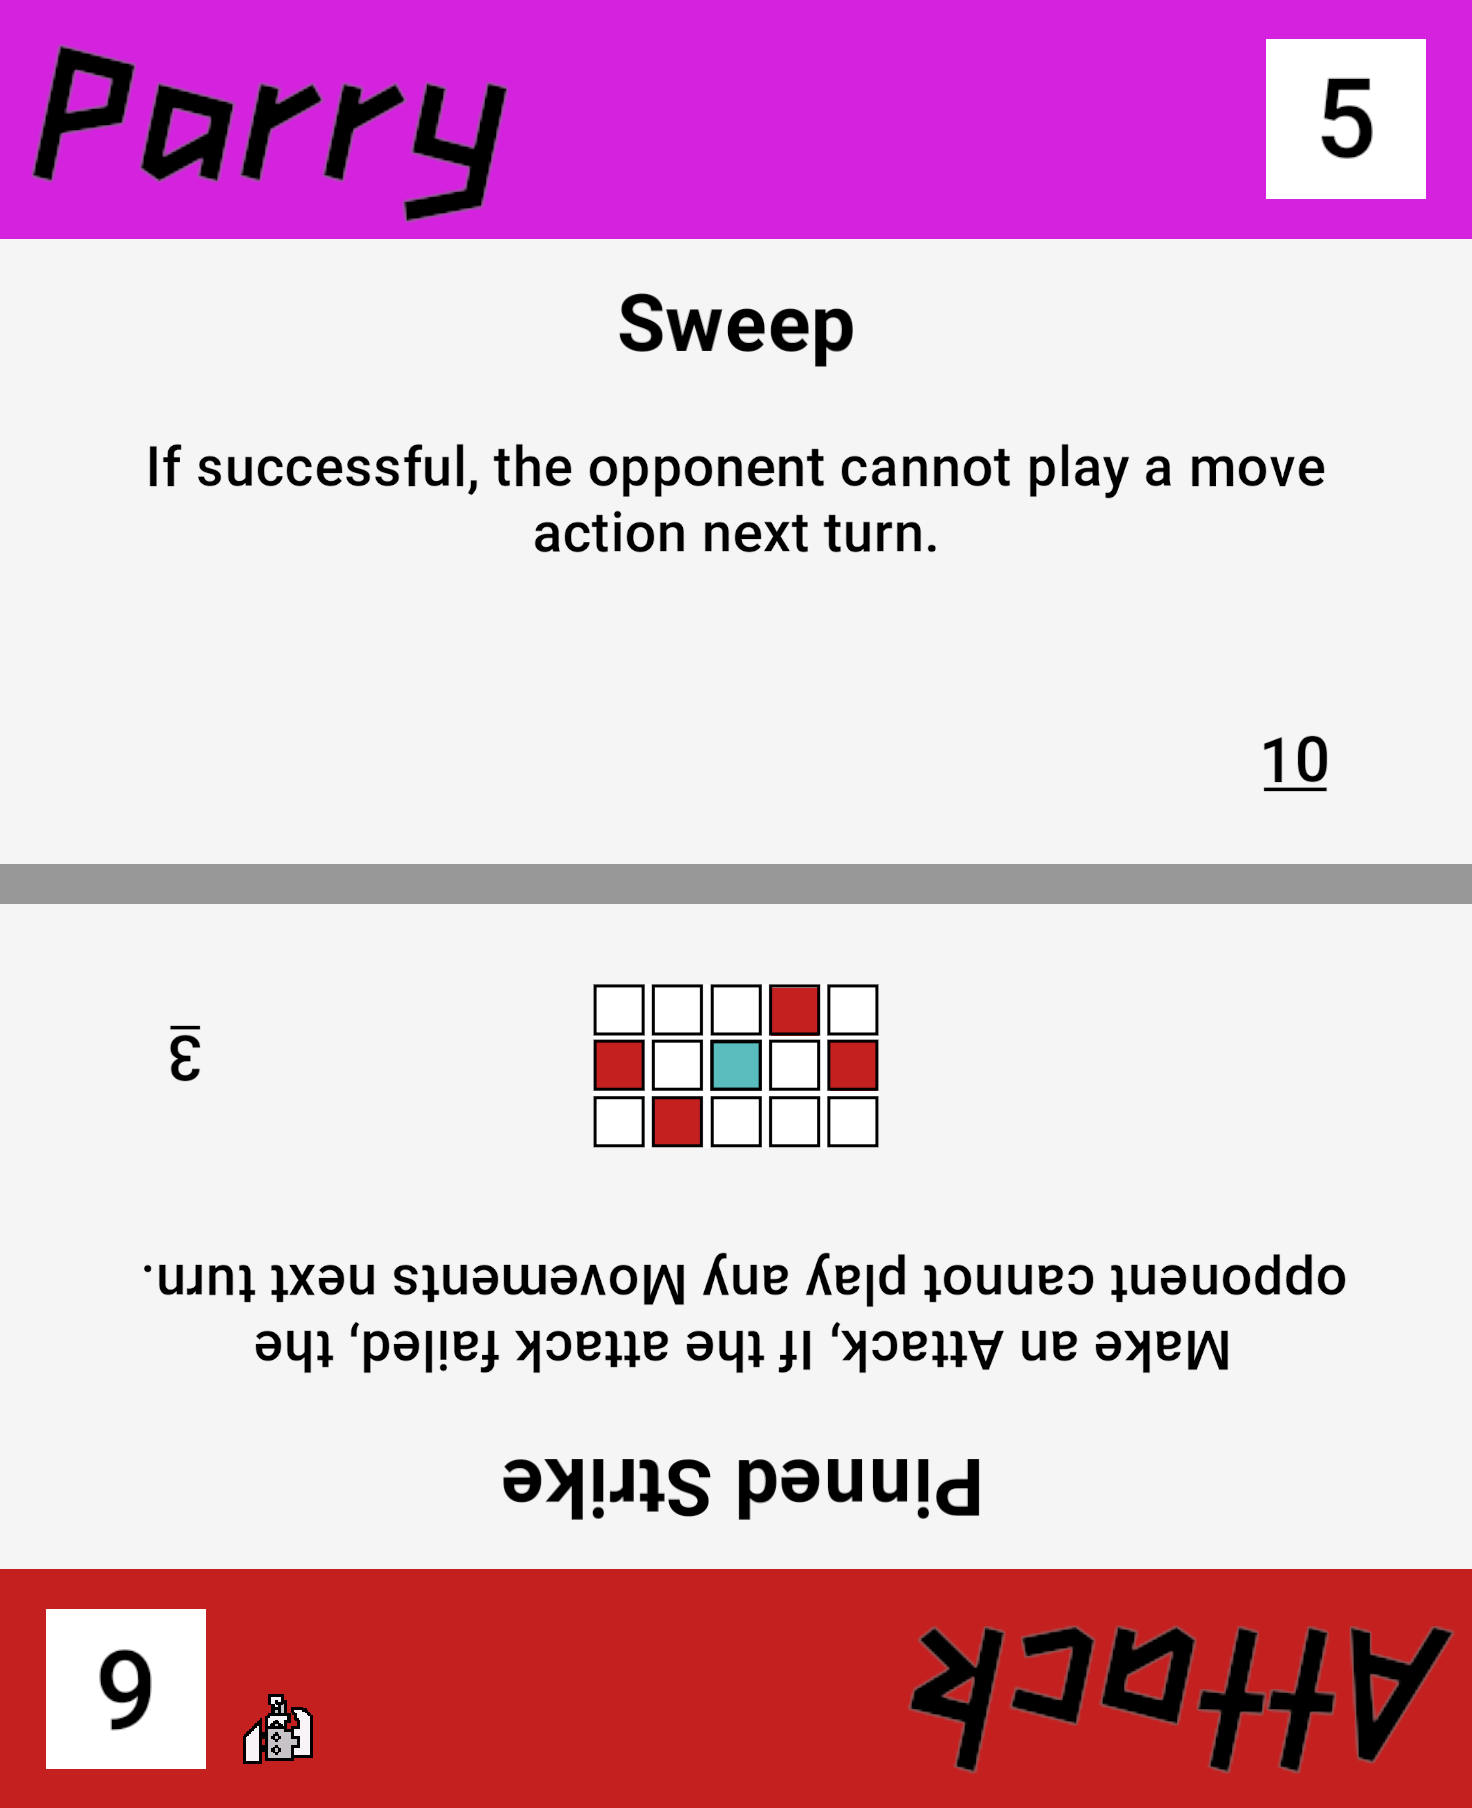 Parry
5
Sweep
If successful, the opponent cannot play a move
action next turn.
10
Attack
6
Pinned Strike
Make an Attack, If the attack failed, the
opponent cannot play any Movements next turn.
3